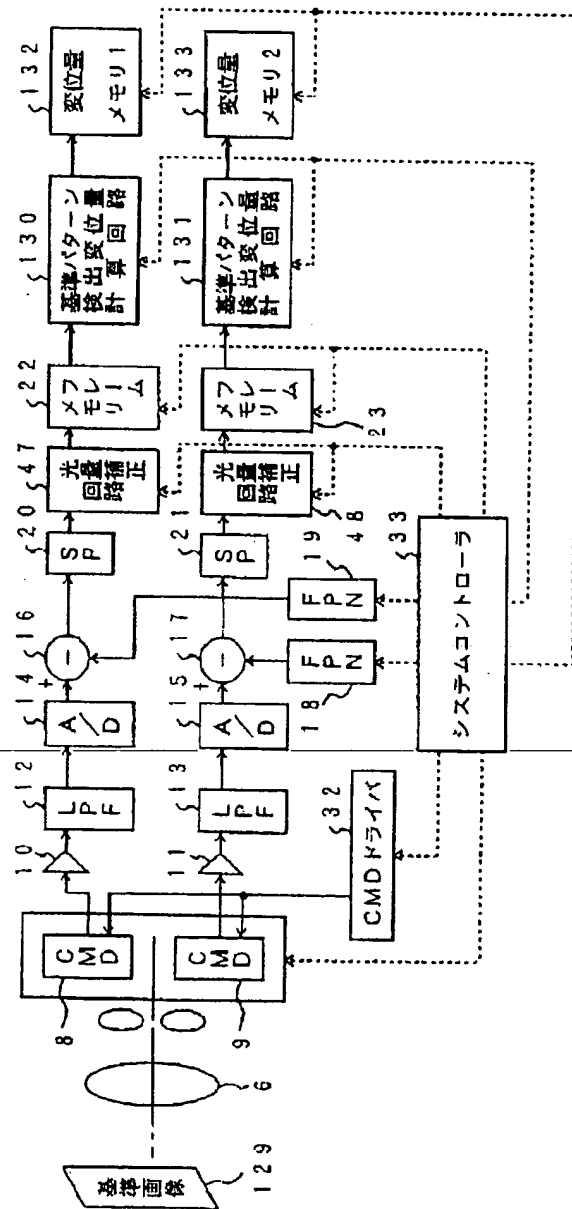 132
変位量
メモリ1
130
基準パターン
検出変位量
計算回路
22
フレーム
メモリ
47
光量補正
回路
20
SP
16
+
−
14
A/D
12
LPF
10
CMD
8
133
変位量
メモリ2
131
基準パターン
検出変位量
計算回路
23
フレーム
メモリ
48
光量補正
回路
21
SP
17
+
−
15
A/D
13
LPF
11
CMD
9
19
FPN
18
FPN
32
CMDドライバ
33
システムコントローラ
6
基準画像
129